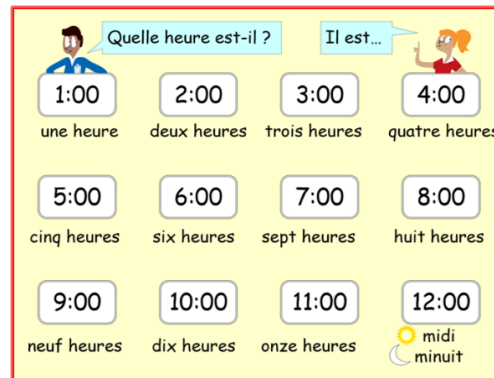 Quelle heure est-il ?
Il est...
1:00 2:00 3:00 4:00
une heure deux heures trois heures quatre heures
5:00 6:00 7:00 8:00
cinq heures six heures sept heures huit heures
9:00 10:00 11:00 12:00
neuf heures dix heures onze heures midi
minuit